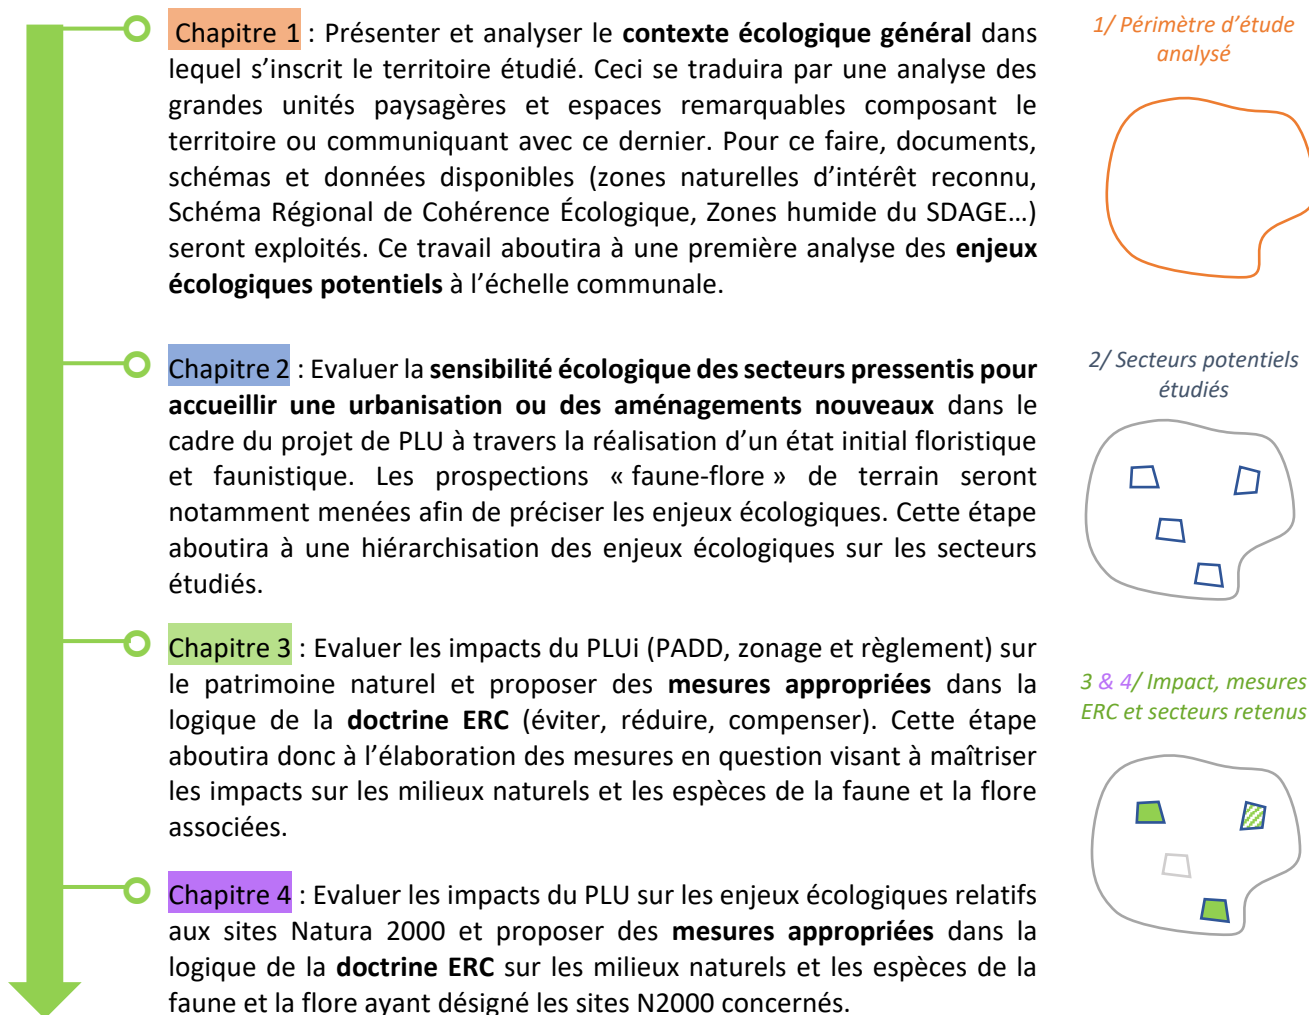 Chapitre 1 : Présenter et analyser le contexte écologique général dans
lequel s’inscrit le territoire étudié. Ceci se traduira par une analyse des
grandes unités paysagères et espaces remarquables composant le
territoire ou communiquant avec ce dernier. Pour ce faire, documents,
schémas et données disponibles (zones naturelles d’intérêt reconnu,
Schéma Régional de Cohérence Écologique, Zones humide du SDAGE…)
seront exploités. Ce travail aboutira à une première analyse des enjeux
écologiques potentiels à l’échelle communale.
1/ Périmètre d’étude
analysé
Chapitre 2 : Evaluer la sensibilité écologique des secteurs pressentis pour
accueillir une urbanisation ou des aménagements nouveaux dans le
cadre du projet de PLU à travers la réalisation d’un état initial floristique
et faunistique. Les prospections « faune-flore » de terrain seront
notamment menées afin de préciser les enjeux écologiques. Cette étape
aboutira à une hiérarchisation des enjeux écologiques sur les secteurs
étudiés.
2/ Secteurs potentiels
étudiés
Chapitre 3 : Evaluer les impacts du PLUi (PADD, zonage et règlement) sur
le patrimoine naturel et proposer des mesures appropriées dans la
logique de la doctrine ERC (éviter, réduire, compenser). Cette étape
aboutira donc à l’élaboration des mesures en question visant à maîtriser
les impacts sur les milieux naturels et les espèces de la faune et la flore
associées.
3 & 4/ Impact, mesures
ERC et secteurs retenus
Chapitre 4 : Evaluer les impacts du PLU sur les enjeux écologiques relatifs
aux sites Natura 2000 et proposer des mesures appropriées dans la
logique de la doctrine ERC sur les milieux naturels et les espèces de la
faune et la flore ayant désigné les sites N2000 concernés.